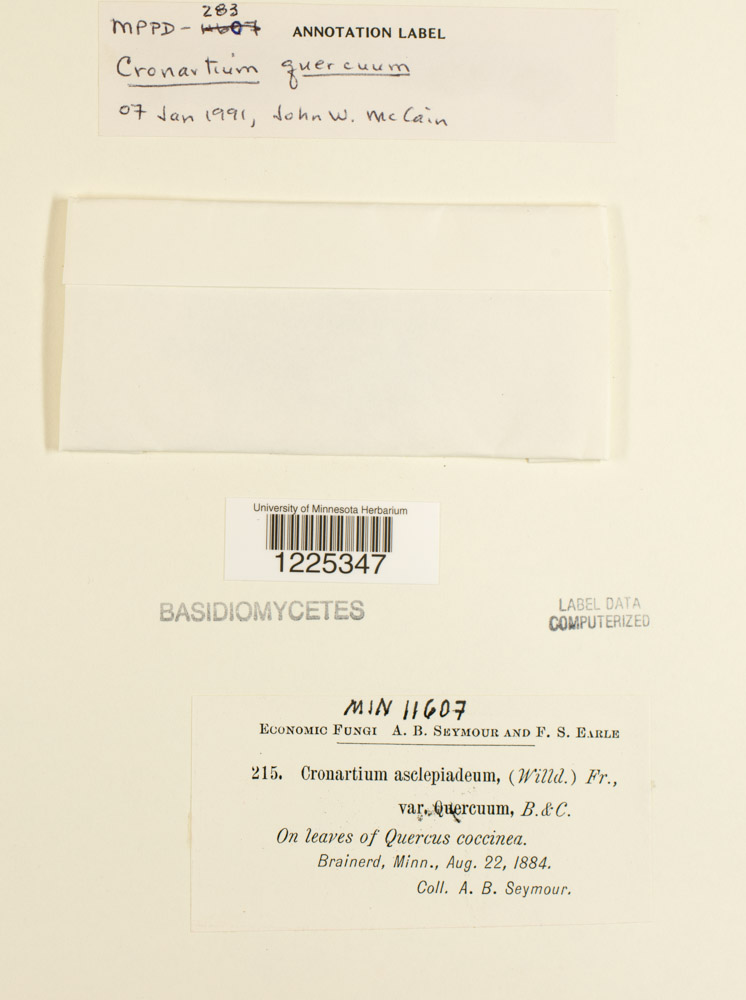 283
MPPD - 11607 ANNOTATION LABEL
Cronartium quercuum
07 Jan 1991, John W. McCain
University of Minnesota Herbarium
1225347
BASIDIOMYCETES
LABEL DATA
COMPUTERIZED
MIN 11607
ECONOMIC FUNGI A. B. SEYMOUR AND F. S. EARLE
215. Cronartium asclepiadeum, (Willd.) Fr.,
var. Quercuum, B. & C.
On leaves of Quercus coccinea.
Brainerd, Minn., Aug. 22, 1884.
Coll. A. B. Seymour.